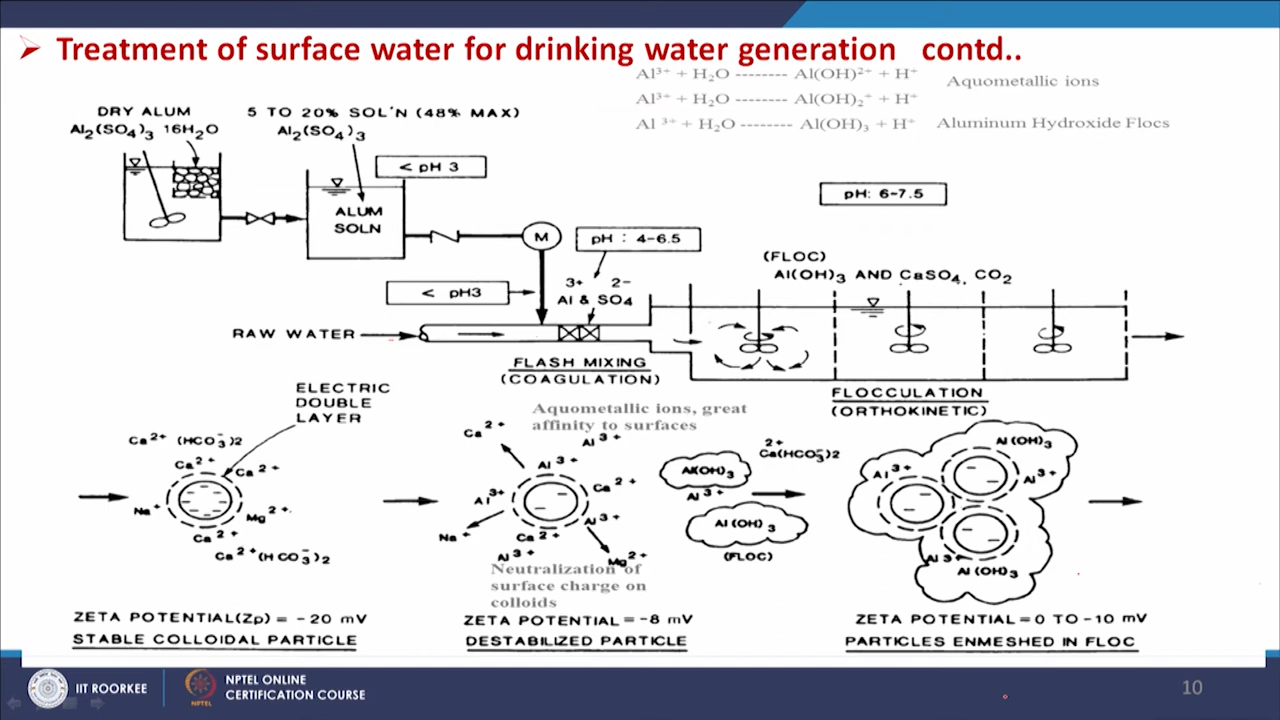 Treatment of surface water for drinking water generation contd..
Al³⁺ + H₂O -------- Al(OH)²⁺ + H⁺
Al³⁺ + H₂O -------- Al(OH)₂⁺ + H⁺
Aquometallic ions
Al ³⁺ + H₂O -------- Al(OH)₃ + H⁺ Aluminum Hydroxide Flocs
DRY ALUM
Al₂(SO₄)₃ 16H₂O
5 TO 20% SOL'N (48% MAX)
Al₂(SO₄)₃
< pH 3
ALUM
SOLN
M
pH : 4-6.5
pH: 6-7.5
< pH3
3+ 2-
Al & SO₄
(FLOC)
Al(OH)₃ AND CaSO₄, CO₂
RAW WATER
FLASH MIXING
(COAGULATION)
FLOCCULATION
(ORTHOKINETIC)
ELECTRIC
DOUBLE
LAYER
Ca²⁺ (HCO₃⁻)₂
Ca²⁺
Ca²⁺
Na⁺
Mg²⁺
Ca²⁺
Ca²⁺(HCO₃⁻)₂
ZETA POTENTIAL(Zp) = -20 mV
STABLE COLLOIDAL PARTICLE
Aquometallic ions, great
affinity to surfaces
Ca²⁺
Al³⁺
Al³⁺
Al³⁺
Ca²⁺
Al³⁺
Na⁺
Ca²⁺
Al³⁺
Mg²⁺
Neutralization of
surface charge on
colloids
ZETA POTENTIAL = -8 mV
DESTABILIZED PARTICLE
2+
Ca(HCO₃⁻)₂
Al(OH)₃
Al³⁺
Al(OH)₃
(FLOC)
Al(OH)₃
Al³⁺
Al³⁺
Al³⁺
Al(OH)₃
ZETA POTENTIAL = 0 TO -10 mV
PARTICLES ENMESHED IN FLOC
IIT ROORKEE
NPTEL
NPTEL ONLINE
CERTIFICATION COURSE
10